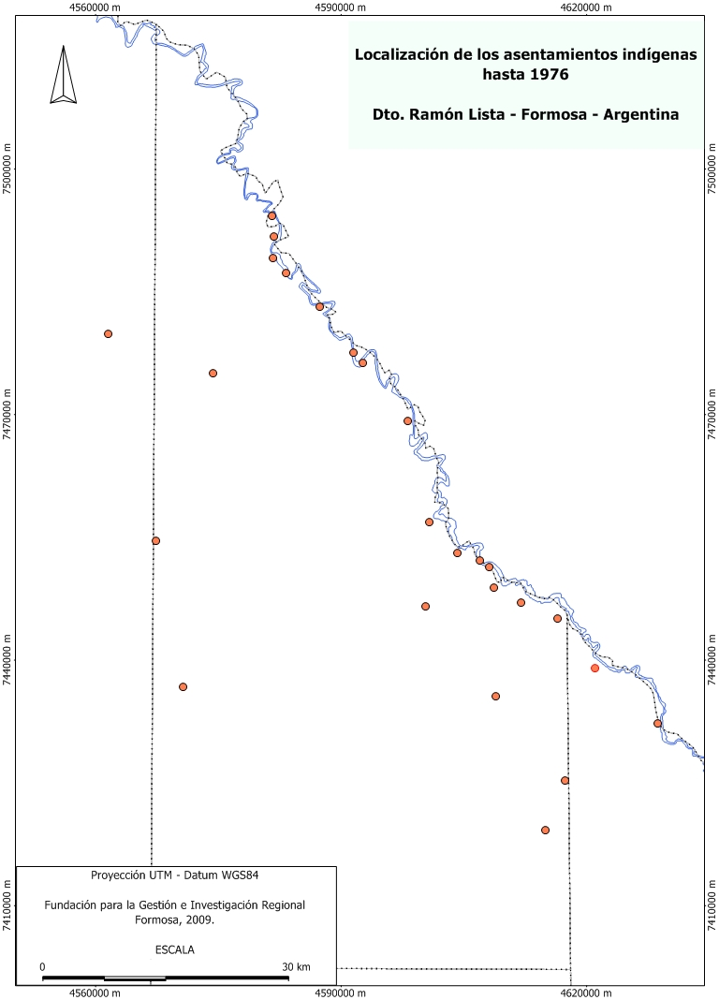 4560000 m
4590000 m
4620000 m
Localización de los asentamientos indígenas
hasta 1976
Dto. Ramón Lista - Formosa - Argentina
7500000 m
7500000 m
7470000 m
7470000 m
7440000 m
7440000 m
7410000 m
7410000 m
Proyección UTM - Datum WGS84
Fundación para la Gestión e Investigación Regional
Formosa, 2009.
ESCALA
0
30 km
4560000 m
4590000 m
4620000 m